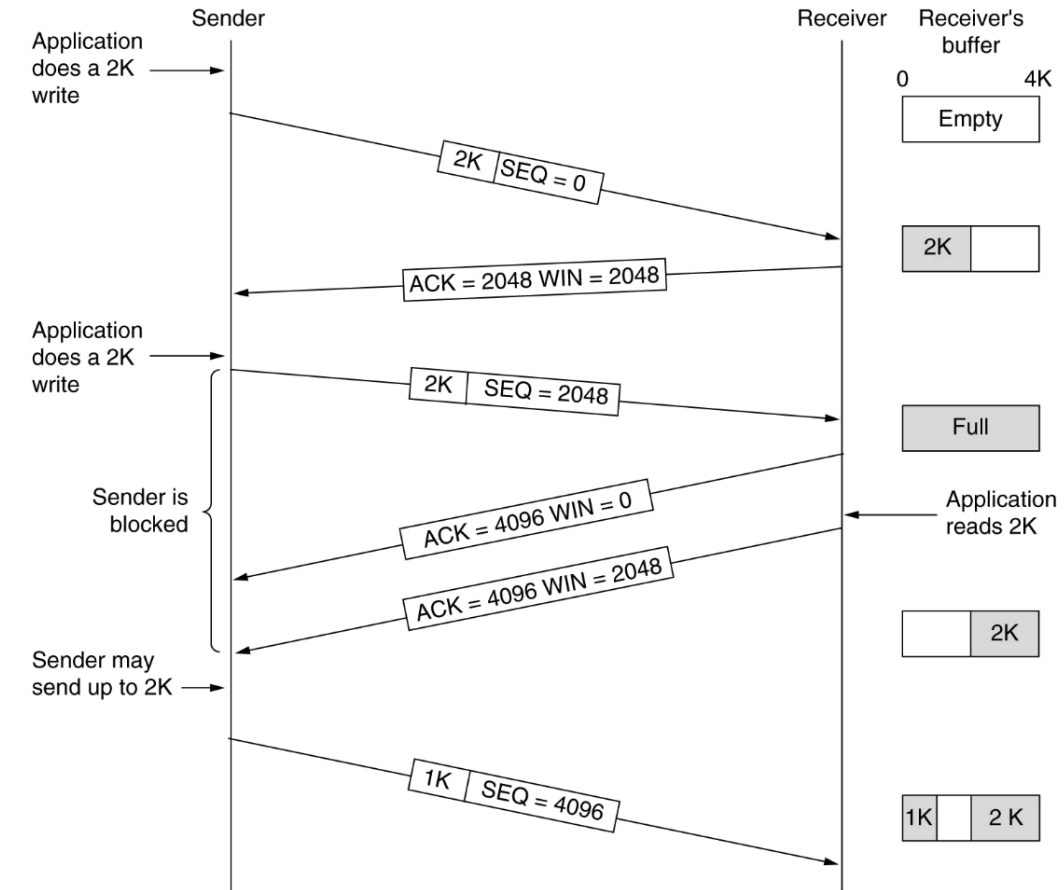 Sender
Receiver
Receiver's
buffer
0
4K
Application
does a 2K
write
Empty
2K
SEQ = 0
2K
ACK = 2048 WIN = 2048
Application
does a 2K
write
2K
SEQ = 2048
Full
Sender is
blocked
ACK = 4096 WIN = 0
Application
reads 2K
ACK = 4096 WIN = 2048
2K
Sender may
send up to 2K
1K
SEQ = 4096
1K
2 K